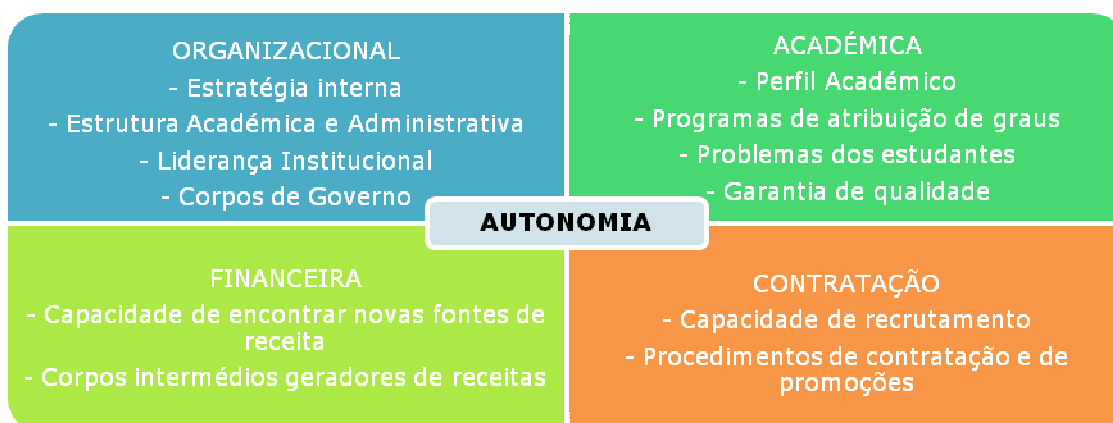 ORGANIZACIONAL
- Estratégia interna
- Estrutura Académica e Administrativa
- Liderança Institucional
- Corpos de Governo
ACADÉMICA
- Perfil Académico
- Programas de atribuição de graus
- Problemas dos estudantes
- Garantia de qualidade
AUTONOMIA
FINANCEIRA
- Capacidade de encontrar novas fontes de
receita
- Corpos intermédios geradores de receitas
CONTRATAÇÃO
- Capacidade de recrutamento
- Procedimentos de contratação e de
promoções